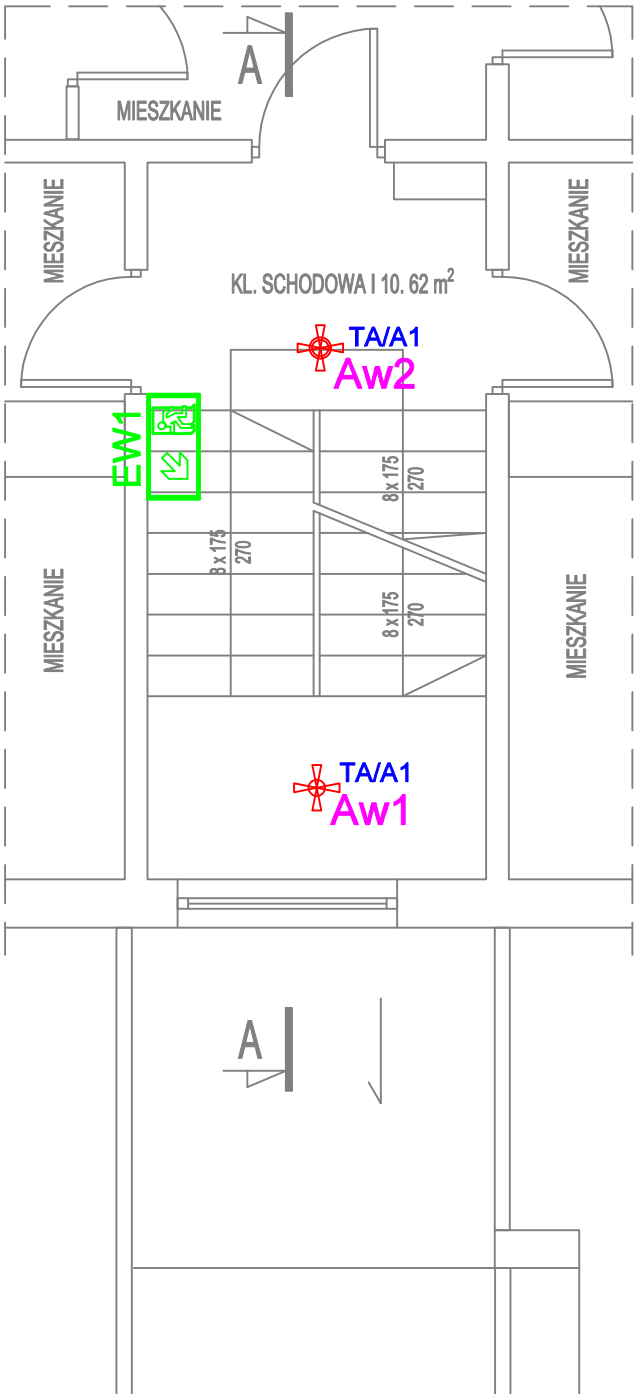 A
MIESZKANIE
MIESZKANIE
MIESZKANIE
KL. SCHODOWA I 10. 62 m²
TA/A1
Aw2
EW1
8 x 175
270
8 x 175
270
8 x 175
270
MIESZKANIE
MIESZKANIE
TA/A1
Aw1
A